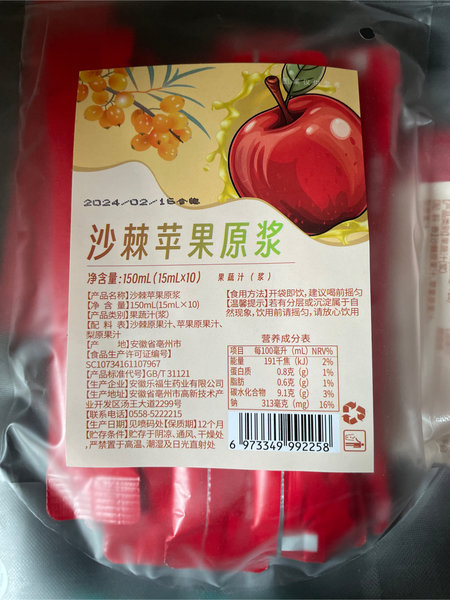 2024/02/16合格
沙棘苹果原浆
净含量:150mL(15mL×10)
果蔬汁(浆)
【产品名称】沙棘苹果原浆
【净 含 量】150mL(15mL×10)
【产品类别】果蔬汁(浆)
【配 料 表】沙棘原果汁、苹果原果汁、
梨原果汁
【产 地】安徽省亳州市
【食品生产许可证编号】
SC10734161107967
【产品标准代号】GB/T 31121
【生产企业】安徽乐福生药业有限公司
【生产地址】安徽省亳州市高新技术产业开
发区汤王大道2299号
【联系电话】0558-5222215
【生产日期】见喷码处【保质期】12个月
【贮存条件】贮存于阴凉、通风、干燥处
,严禁置于高温、潮湿及日光直射处
【食用方法】开袋即饮,建议喝前摇匀
【温馨提示】若有分层或沉淀属于
自然现象,饮用前请摇匀,请放心饮用
营养成分表
项目 每100毫升(mL) NRV%
能量 191千焦(kJ) 2%
蛋白质 0.8克(g) 1%
脂肪 0.6克(g) 1%
碳水化合物 9.1克(g) 3%
钠 313毫克(mg) 16%
6 973349 992258